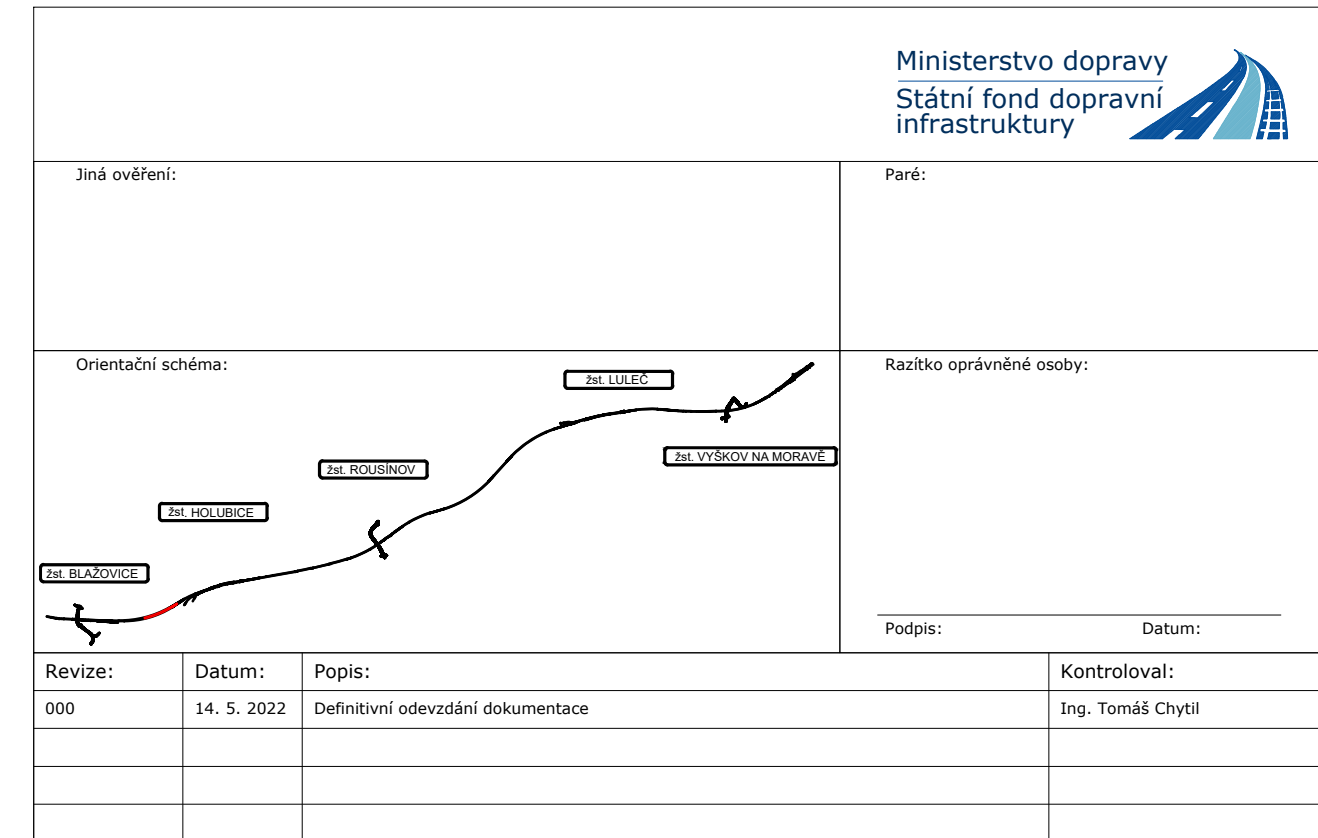 Ministerstvo dopravy
Státní fond dopravní
infrastruktury
Jiná ověření:
Paré:
Orientační schéma:
Razítko oprávněné osoby:
žst. LULEČ
žst. VYŠKOV NA MORAVĚ
žst. ROUSÍNOV
žst. HOLUBICE
žst. BLAŽOVICE
Podpis: Datum:
Revize: Datum: Popis: Kontroloval:
000 14. 5. 2022 Definitivní odevzdání dokumentace Ing. Tomáš Chytil